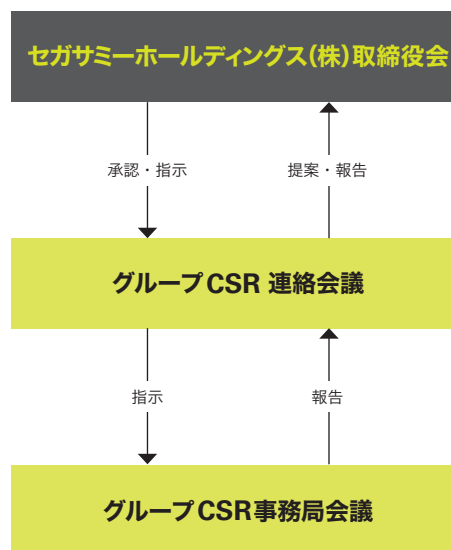 セガサミーホールディングス(株)取締役会
承認・指示
提案・報告
グループCSR 連絡会議
指示
報告
グループCSR事務局会議